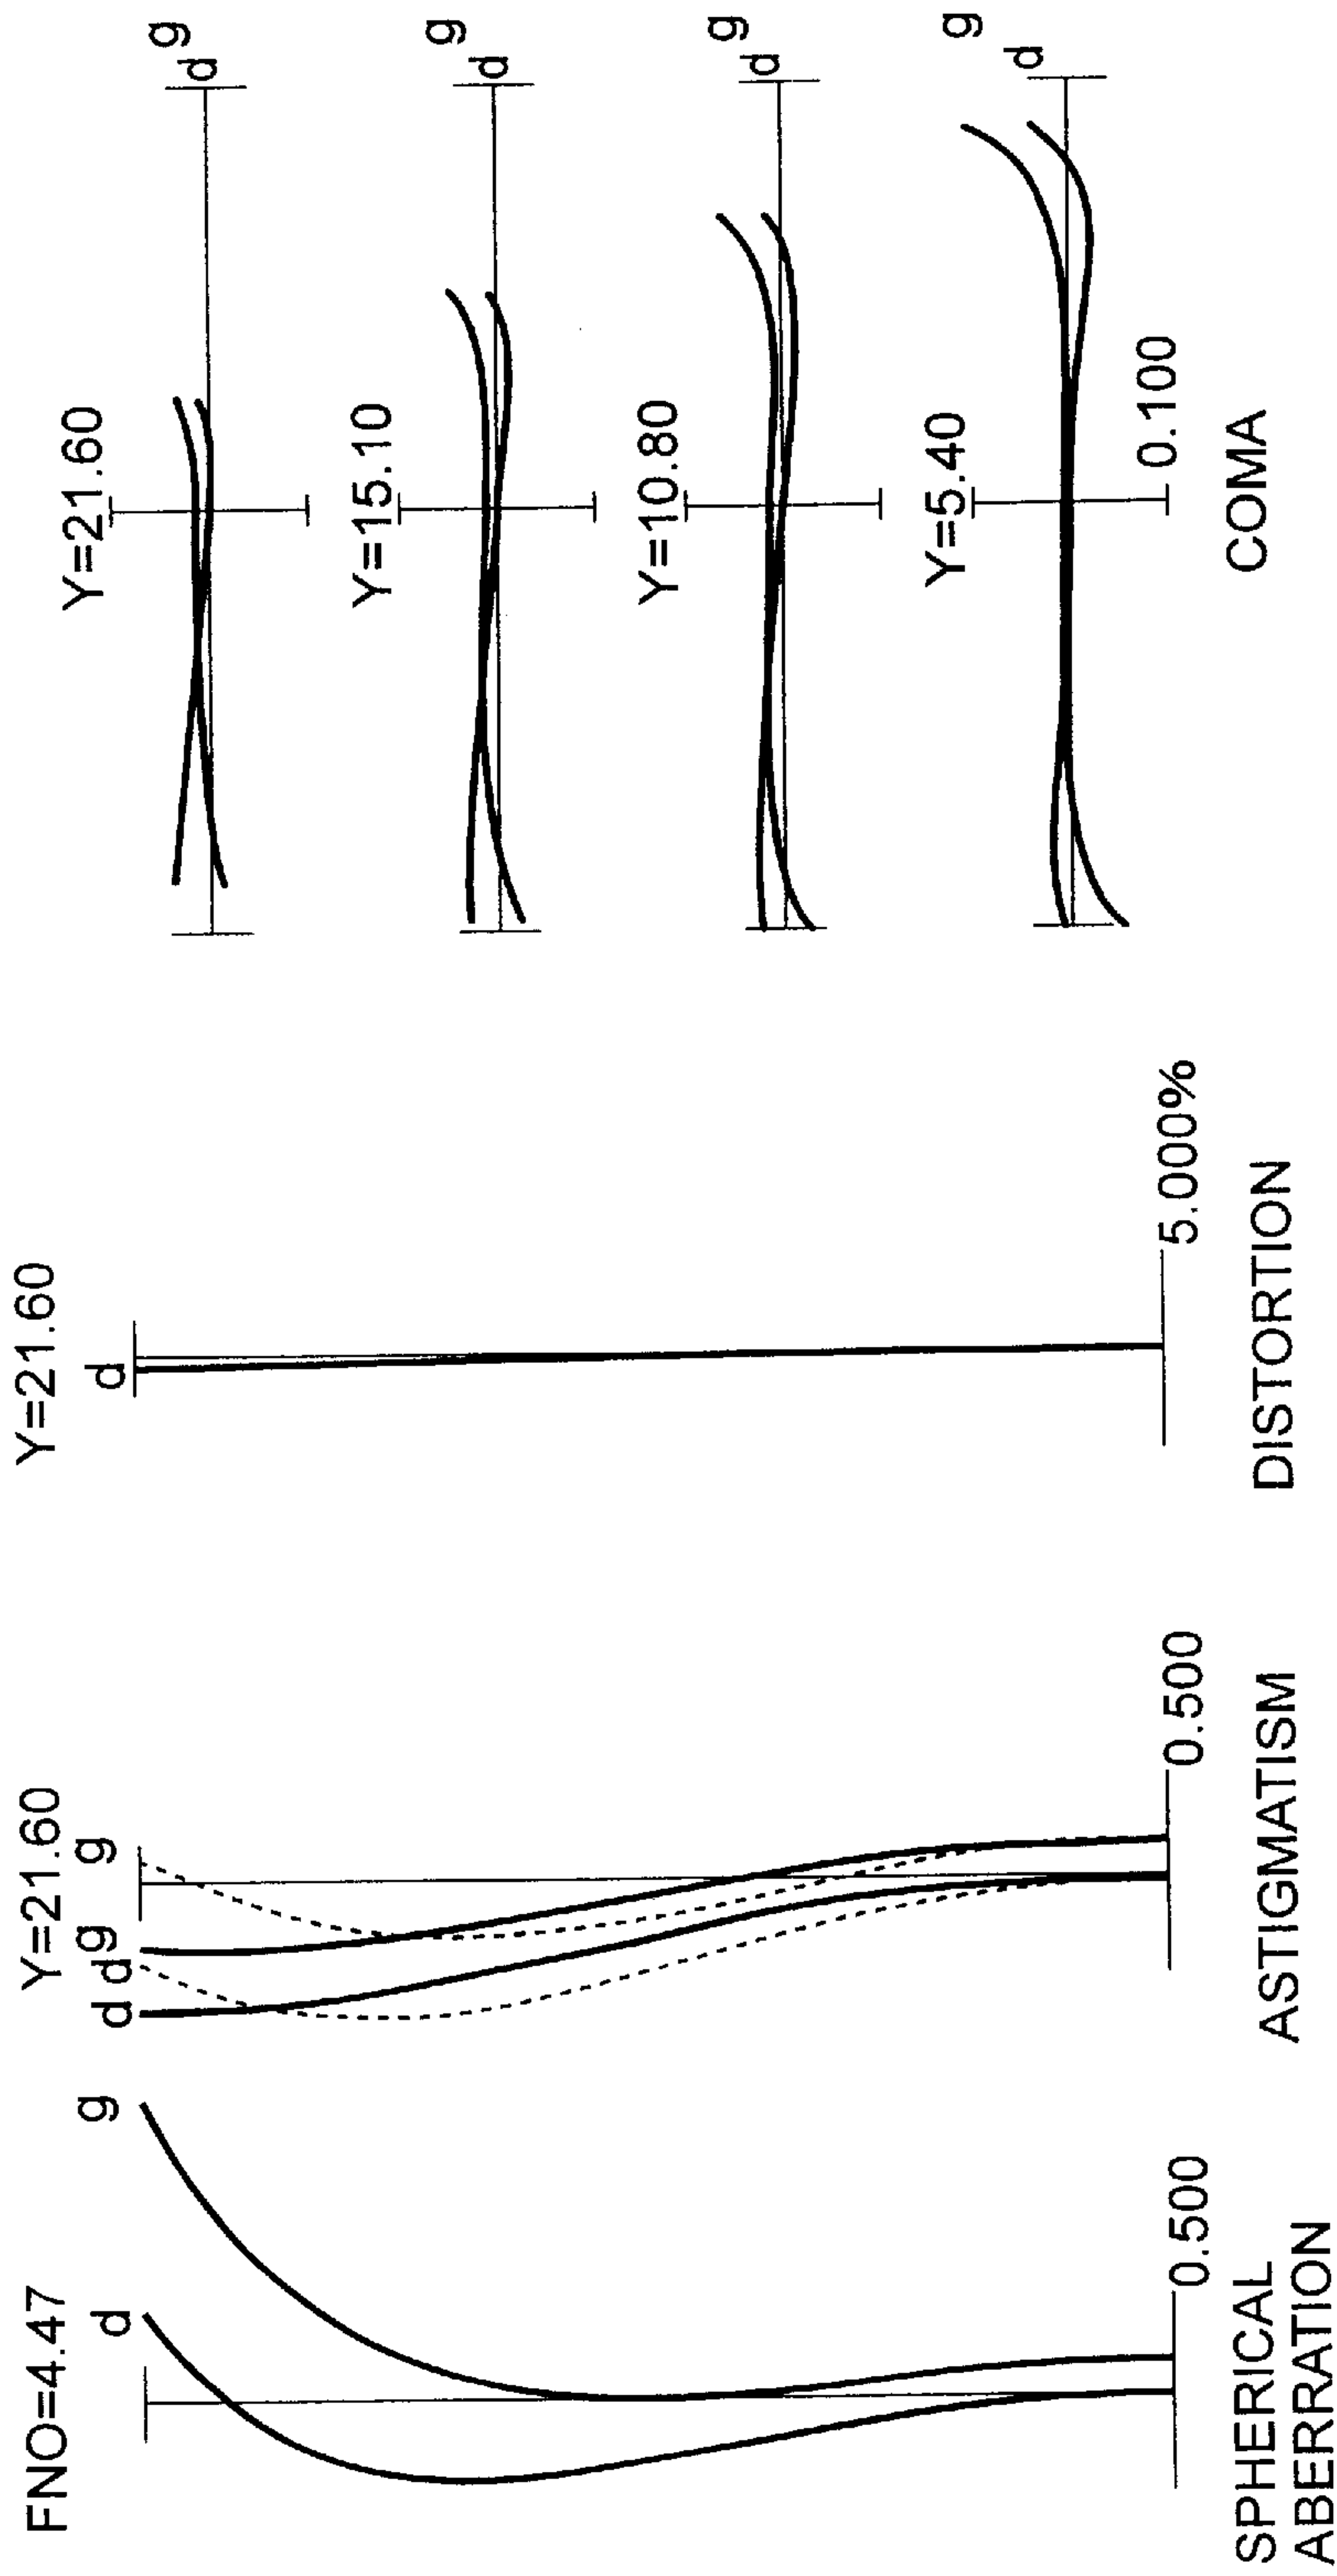 FNO=4.47
d
g
0.500
SPHERICAL
ABERRATION
Y=21.60
d
d
g
g
0.500
ASTIGMATISM
Y=21.60
d
5.000%
DISTORTION
Y=21.60
g
d
Y=15.10
g
d
Y=10.80
g
d
Y=5.40
g
d
0.100
COMA